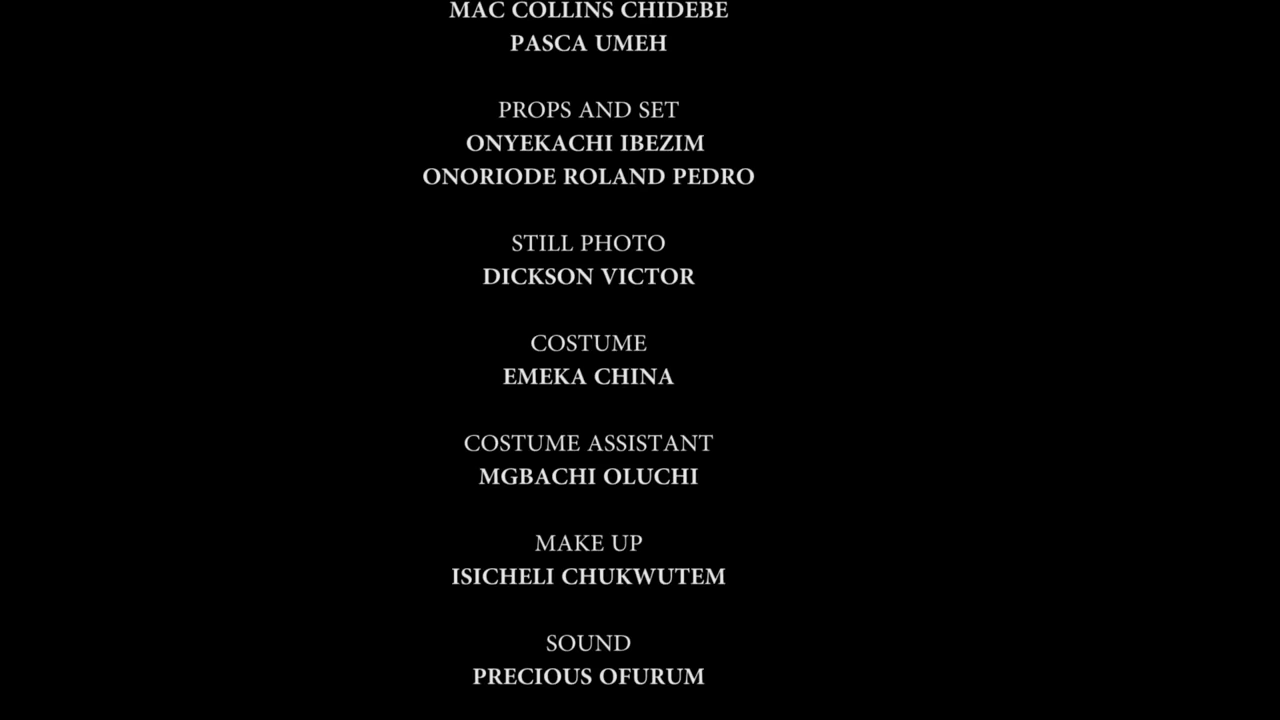 MAC COLLINS CHIDEBE
PASCA UMEH
PROPS AND SET
ONYEKACHI IBEZIM
ONORIODE ROLAND PEDRO
STILL PHOTO
DICKSON VICTOR
COSTUME
EMEKA CHINA
COSTUME ASSISTANT
MGBACHI OLUCHI
MAKE UP
ISICHELI CHUKWUTEM
SOUND
PRECIOUS OFURUM